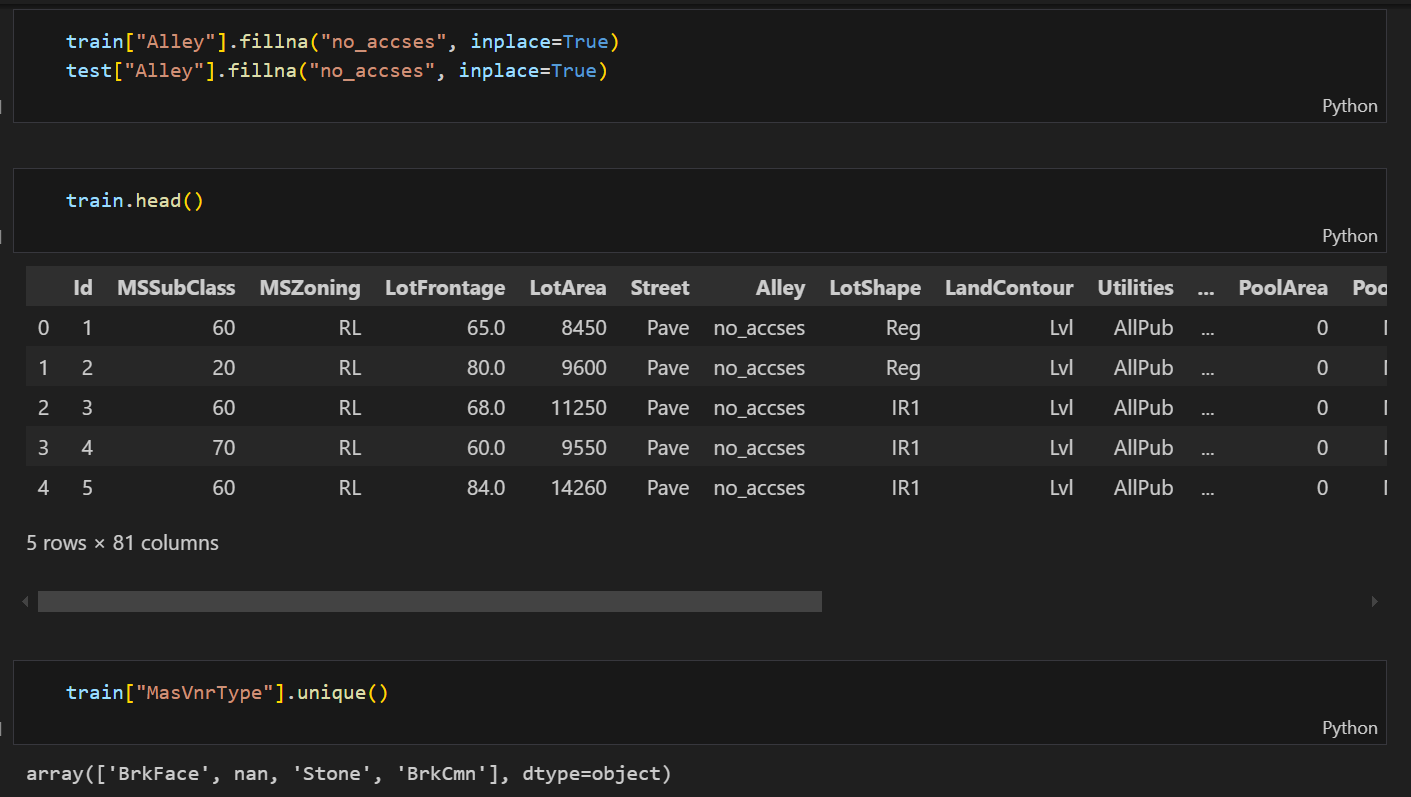 train["Alley"].fillna("no_accses", inplace=True)
test["Alley"].fillna("no_accses", inplace=True)
Python
train.head()
Python
Id MSSubClass MSZoning LotFrontage LotArea Street Alley LotShape LandContour Utilities ... PoolArea Poo
0 1 60 RL 65.0 8450 Pave no_accses Reg Lvl AllPub ... 0
1 2 20 RL 80.0 9600 Pave no_accses Reg Lvl AllPub ... 0
2 3 60 RL 68.0 11250 Pave no_accses IR1 Lvl AllPub ... 0
3 4 70 RL 60.0 9550 Pave no_accses IR1 Lvl AllPub ... 0
4 5 60 RL 84.0 14260 Pave no_accses IR1 Lvl AllPub ... 0
5 rows × 81 columns
train["MasVnrType"].unique()
Python
array(['BrkFace', nan, 'Stone', 'BrkCmn'], dtype=object)